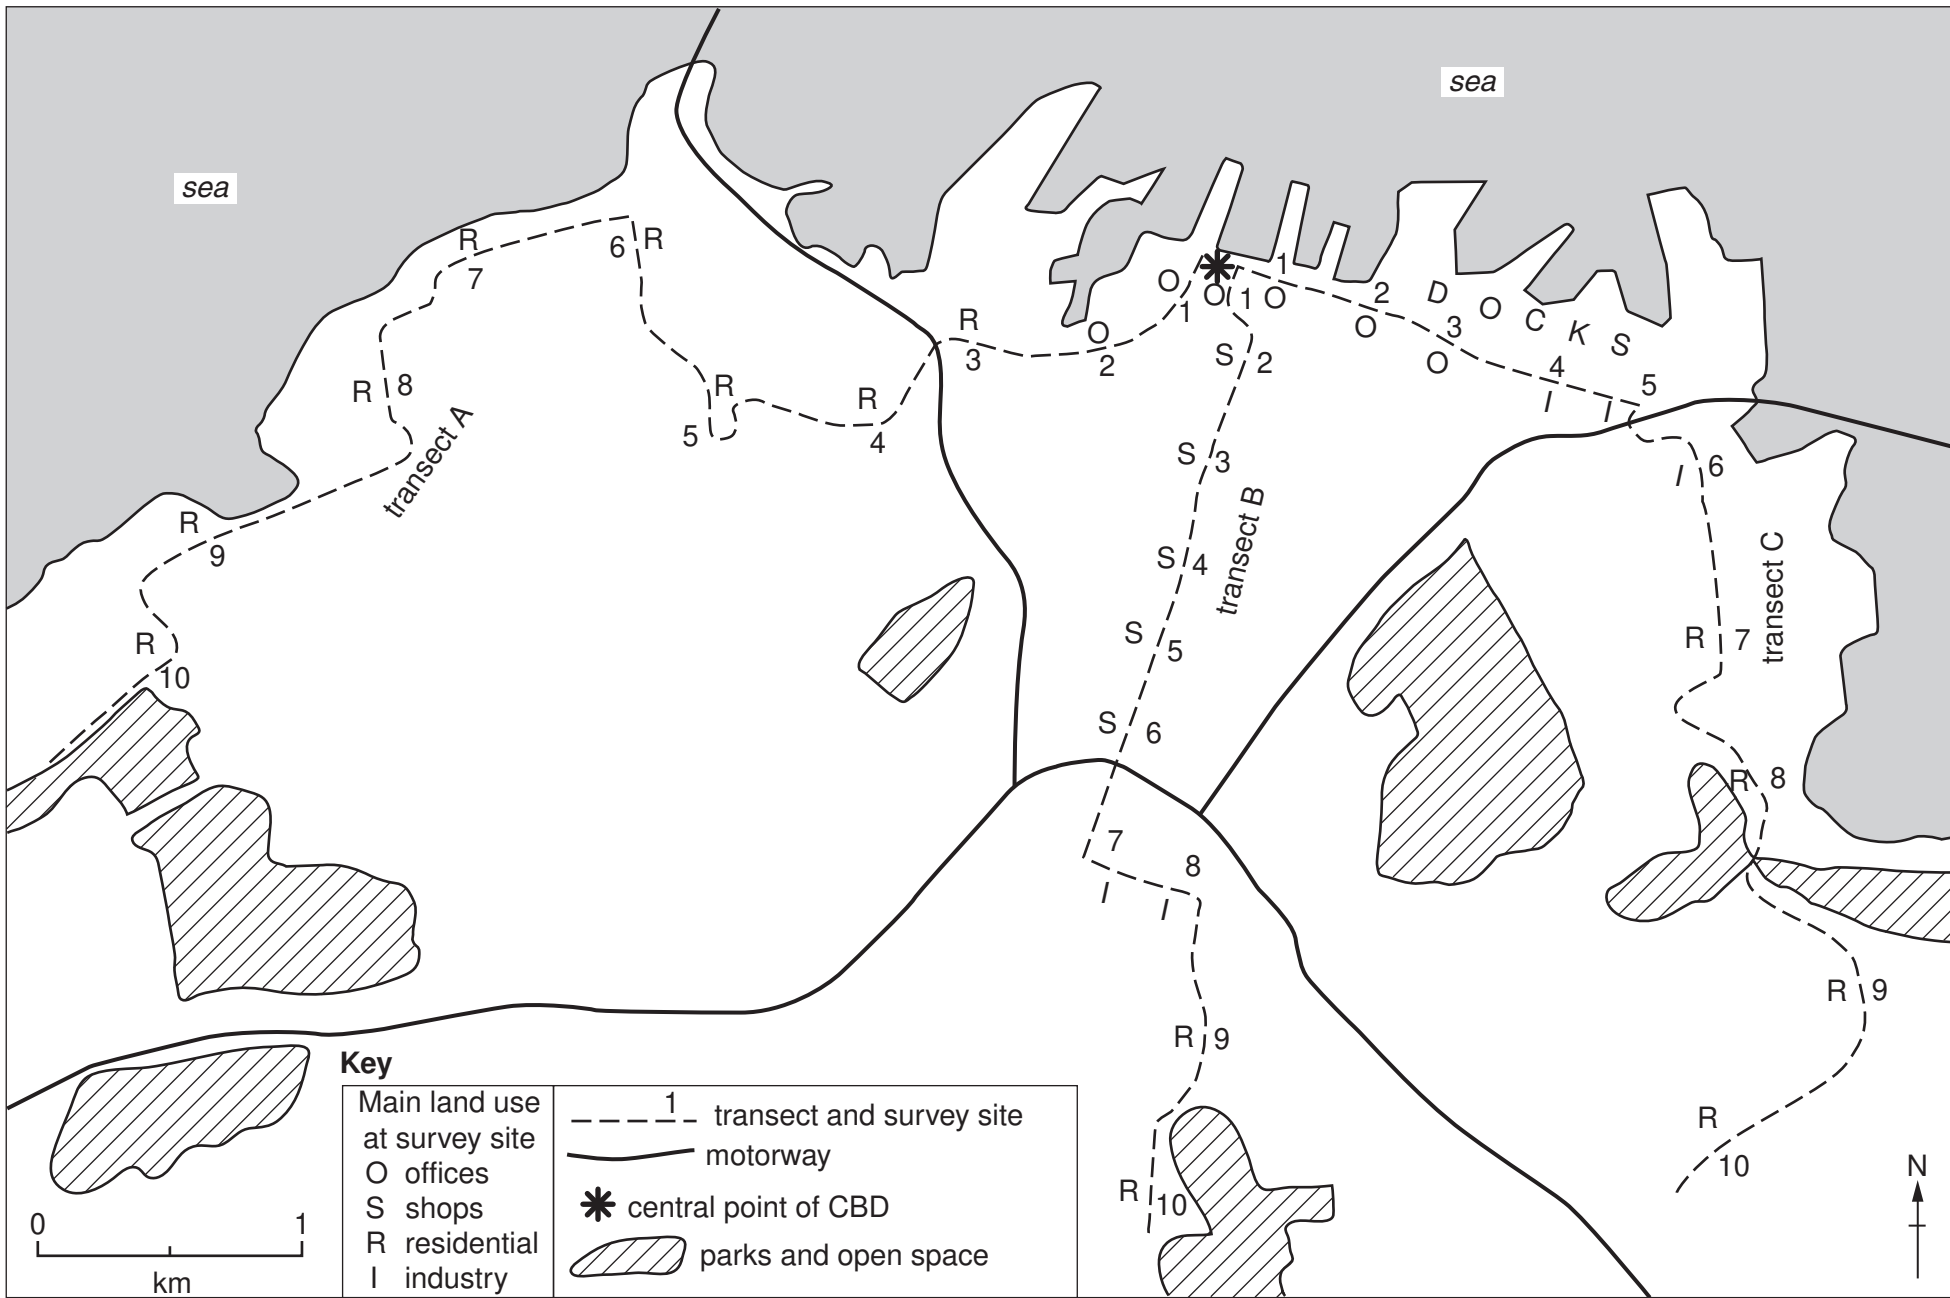 sea
sea
R
7
6
R
R
8
transect A
R
9
R
10
R
5
R
4
R
3
O
2
O
1
O
1
S
2
S
3
S
4
transect B
S
5
S
6
7
I
8
I
R
9
R
10
1
O
2
O
3
O
DOCKS
4
I
5
I
I
6
R
7
transect C
R
8
R
9
R
10
N
0 1
km
Key
Main land use
at survey site
O offices
S shops
R residential
I industry
1
transect and survey site
motorway
central point of CBD
parks and open space